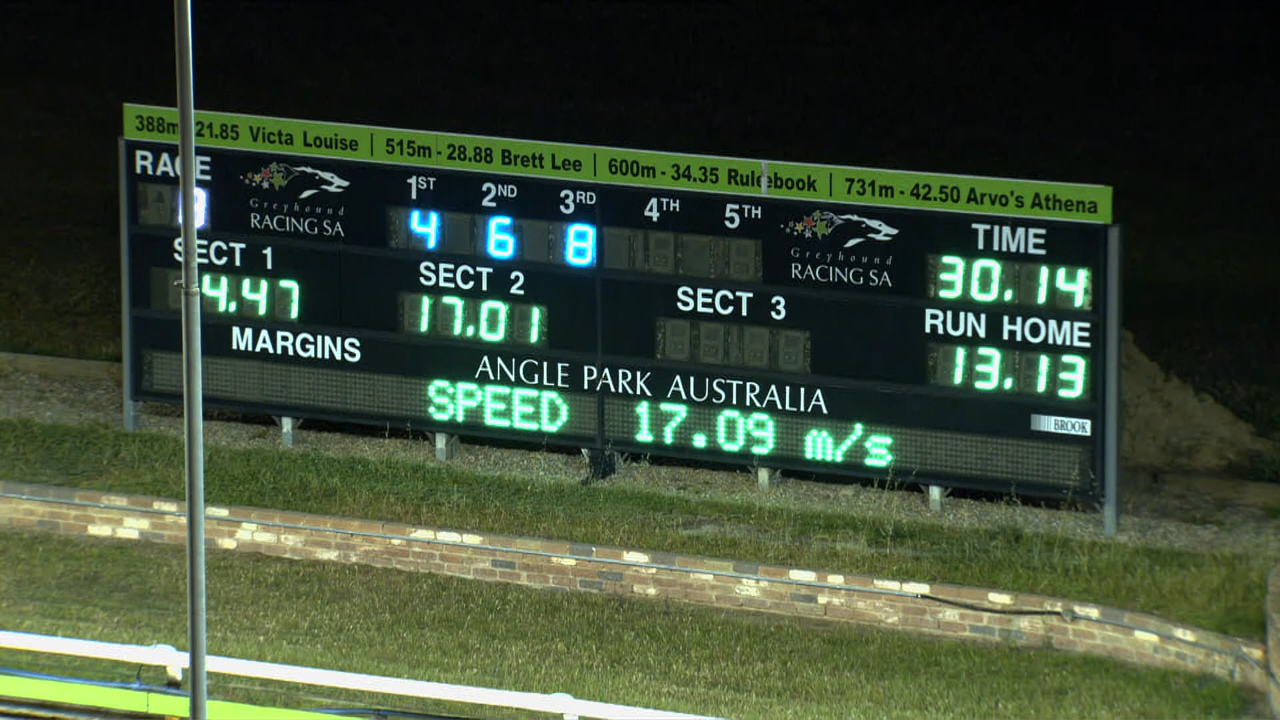 388m 21.85 Victa Louise | 515m - 28.88 Brett Lee | 600m - 34.35 Rulebook | 731m - 42.50 Arvo's Athena
RACE
Greyhound
RACING SA
1ST 2ND 3RD 4TH 5TH
4 6 8
Greyhound
RACING SA
TIME
30.14
SECT 1
4.47
SECT 2
17.01
SECT 3
RUN HOME
13.13
MARGINS
ANGLE PARK AUSTRALIA
SPEED 17.09 m/s
BROOK